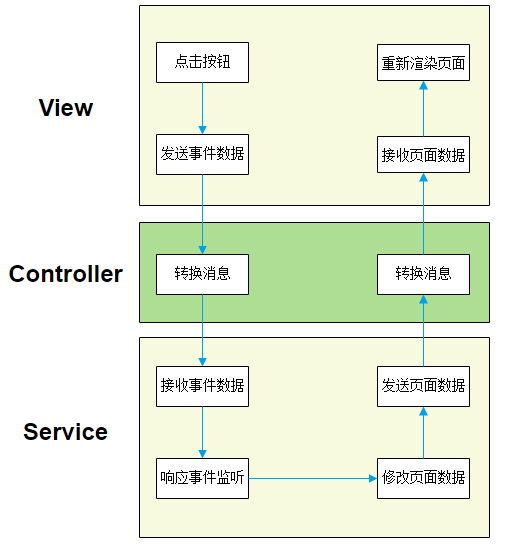 View
点击按钮
重新渲染页面
发送事件数据
接收页面数据
Controller
转换消息
转换消息
Service
接收事件数据
发送页面数据
响应事件监听
修改页面数据